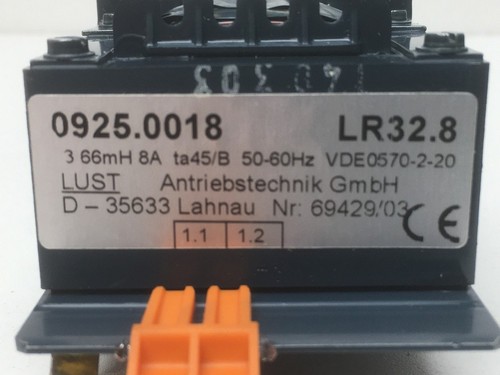 0925.0018 LR32.8
3 66mH 8A ta45/B 50-60Hz VDE0570-2-20
LUST Antriebstechnik GmbH
D - 35633 Lahnau Nr: 69429/03
CE
1.1 1.2